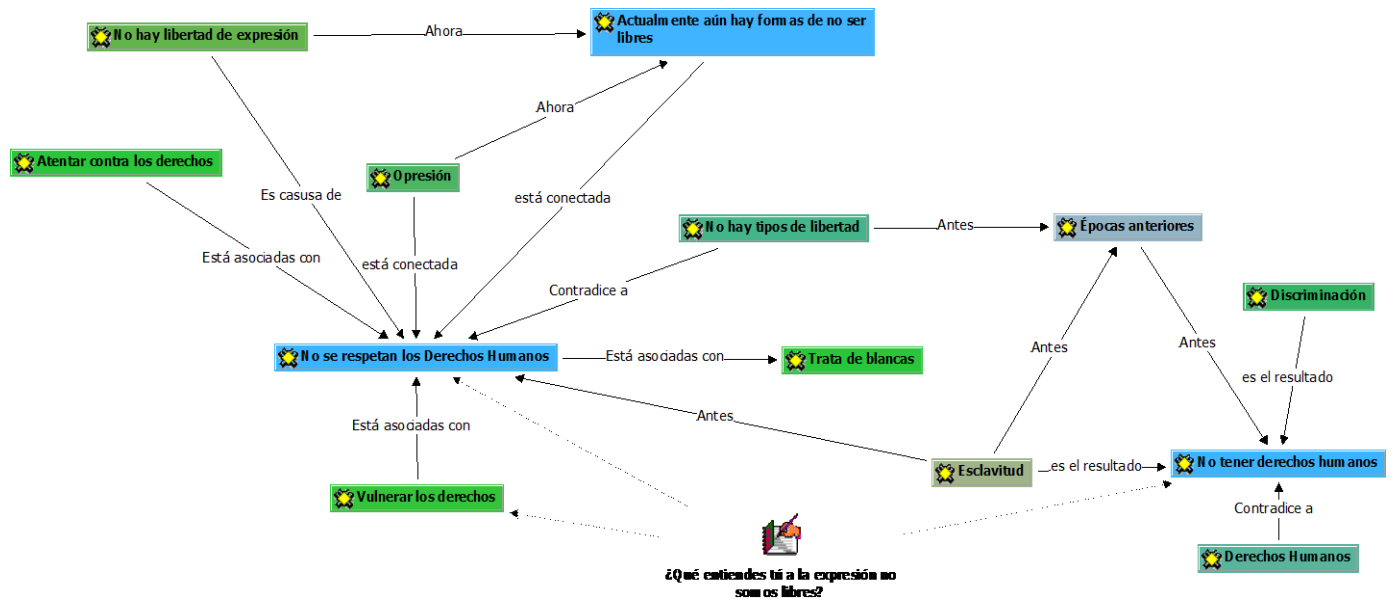 Actualmente aún hay formas de no ser
libres
No hay libertad de expresión
Ahora
Ahora
Atentar contra los derechos
Opresión
Es casusa de
está conectada
No hay tipos de libertad
Antes
Épocas anteriores
Está asociadas con
está conectada
Contradice a
Discriminación
Antes
Antes
No se respetan los Derechos Humanos
Está asociadas con
Trata de blancas
es el resultado
Antes
Está asociadas con
Esclavitud
es el resultado
No tener derechos humanos
Vulnerar los derechos
Contradice a
Derechos Humanos
¿Qué entiendes tú a la expresión no
somos libres?